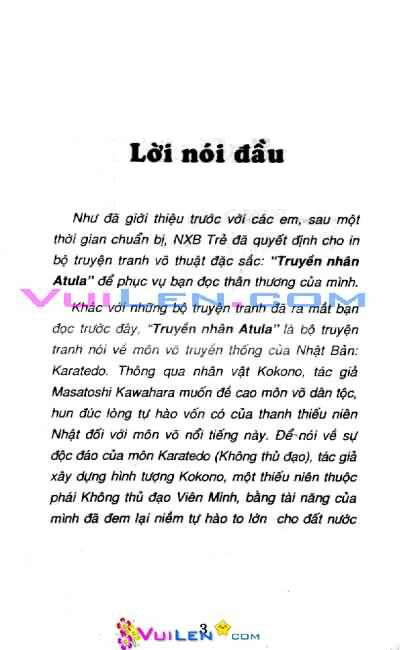 Lời nói đầu
Như đã giới thiệu trước với các em, sau một
thời gian chuẩn bị, NXB Trẻ đã quyết định cho in
bộ truyện tranh võ thuật đặc sắc: "Truyền nhân
Atula" để phục vụ bạn đọc thân thương của mình.
VuiLen.com
Khác với những bộ truyện tranh đã ra mắt bạn
đọc trước đây, "Truyền nhân Atula" là bộ truyện
tranh nói về môn võ truyền thống của Nhật Bản:
Karatedo. Thông qua nhân vật Kokono, tác giả
Masatoshi Kawahara muốn đề cao môn võ dân tộc,
hun đúc lòng tự hào vốn có của thanh thiếu niên
Nhật đối với môn võ nổi tiếng này. Để nói về sự
độc đáo của môn Karatedo (Không thủ đạo), tác giả
xây dựng hình tượng Kokono, một thiếu niên thuộc
phái Không thủ đạo Viên Minh, bằng tài năng của
mình đã đem lại niềm tự hào to lớn cho đất nước
3
VuiLen.com